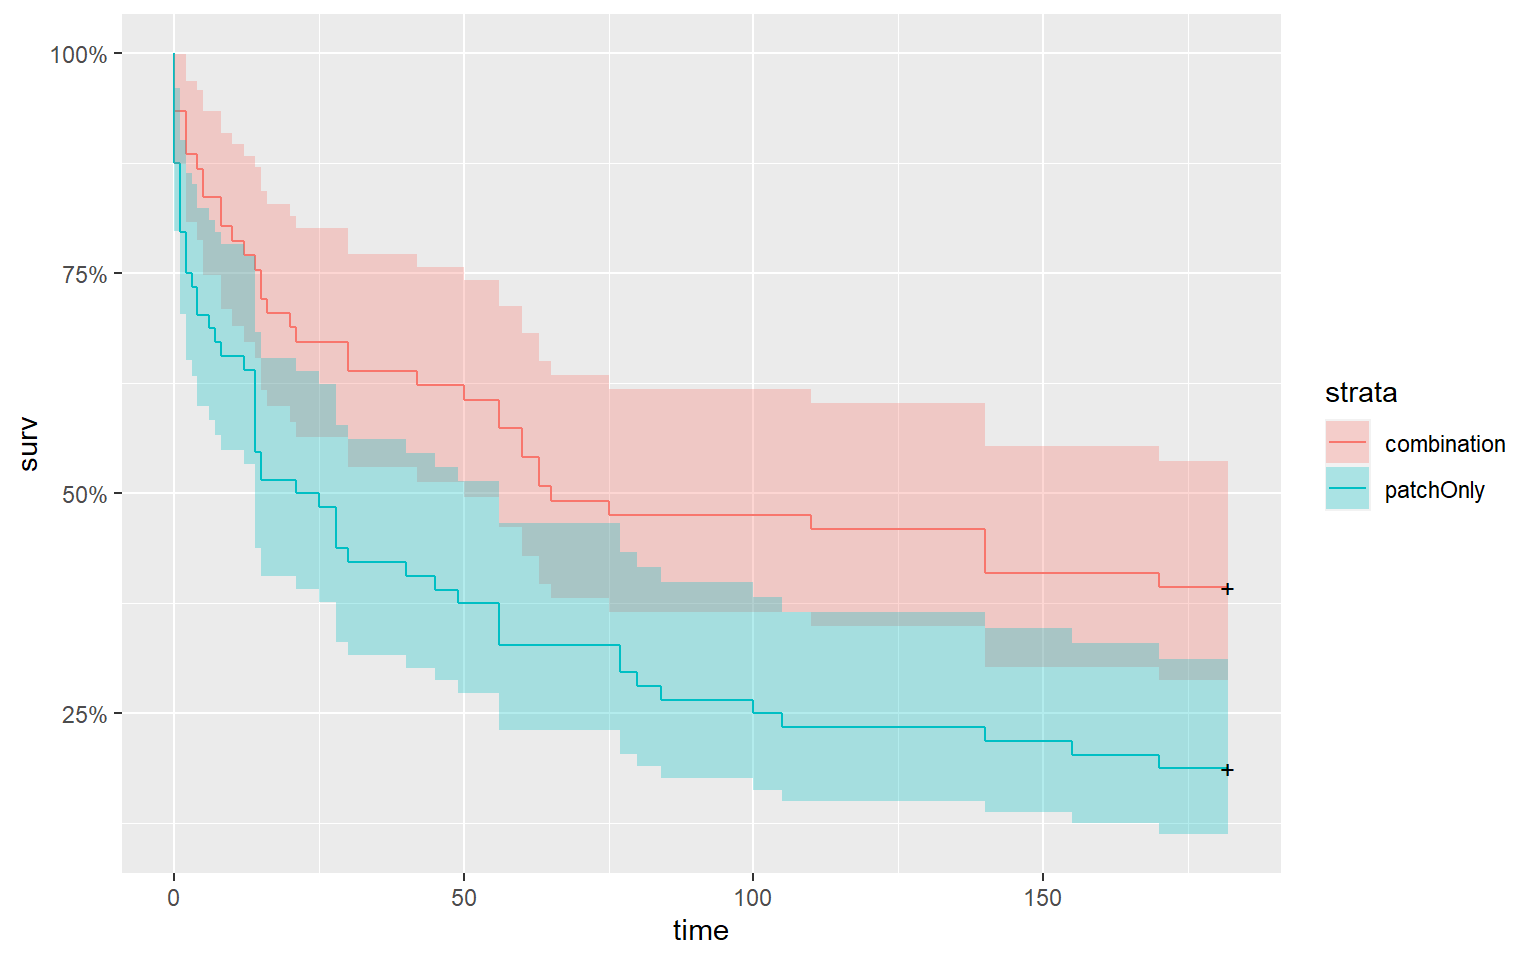 100%
75%
50%
25%
surv
0 50 100 150
time
strata
combination
patchOnly